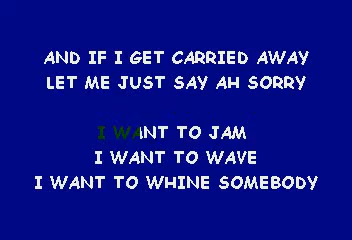 AND IF I GET CARRIED AWAY
LET ME JUST SAY AH SORRY
I WANT TO JAM
I WANT TO WAVE
I WANT TO WHINE SOMEBODY